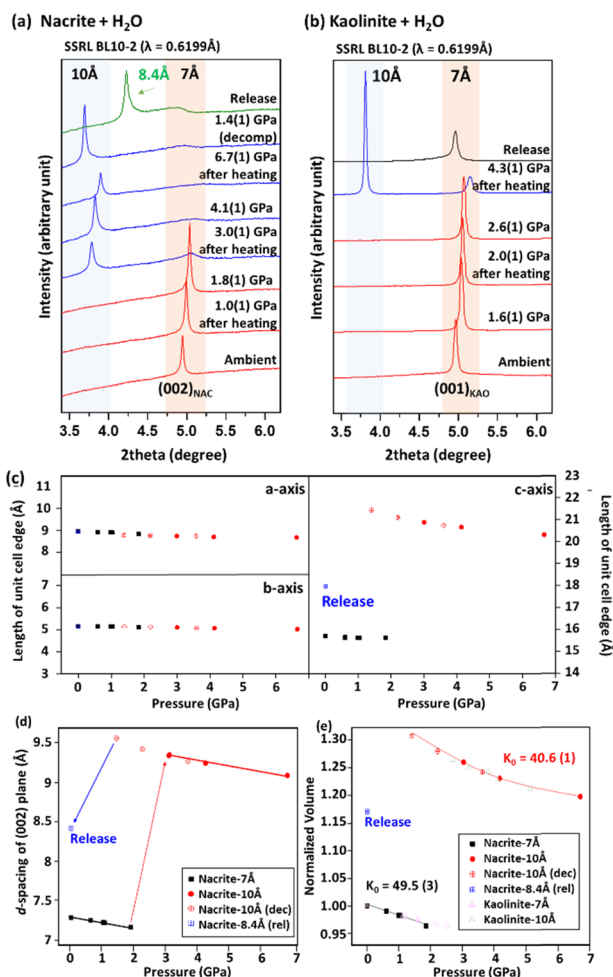 (a) Nacrite + H2O
SSRL BL10-2 (λ = 0.6199Å)
10Å
8.4Å
7Å
Release
1.4(1) GPa
(decomp)
6.7(1) GPa
after heating
4.1(1) GPa
3.0(1) GPa
after heating
1.8(1) GPa
1.0(1) GPa
after heating
Ambient
(002)NAC
Intensity (arbitrary unit)
3.5 4.0 4.5 5.0 5.5 6.0
2theta (degree)
(b) Kaolinite + H2O
SSRL BL10-2 (λ = 0.6199Å)
10Å
7Å
Release
4.3(1) GPa
after heating
2.6(1) GPa
2.0(1) GPa
after heating
1.6(1) GPa
Ambient
(001)KAO
Intensity (arbitrary unit)
3.5 4.0 4.5 5.0 5.5 6.0
2theta (degree)
(c)
Length of unit cell edge (Å)
11
10
9
8
7
6
5
4
3
a-axis
b-axis
0 1 2 3 4 5 6 7
Pressure (GPa)
c-axis
Release
0 1 2 3 4 5 6 7
Pressure (GPa)
23
22
21
20
19
18
17
16
15
14
Length of unit cell edge (Å)
(d)
d-spacing of (002) plane (Å)
9.5
9
8.5
8
7.5
7
Release
Nacrite-7Å
Nacrite-10Å
Nacrite-10Å (dec)
Nacrite-8.4Å (rel)
0 1 2 3 4 5 6 7
Pressure (GPa)
(e)
Normalized Volume
1.30
1.25
1.20
1.15
1.10
1.05
1.00
0.95
K0 = 40.6 (1)
Release
K0 = 49.5 (3)
Nacrite-7Å
Nacrite-10Å
Nacrite-10Å (dec)
Nacrite-8.4Å (rel)
Kaolinite-7Å
Kaolinite-10Å
0 1 2 3 4 5 6 7
Pressure (GPa)